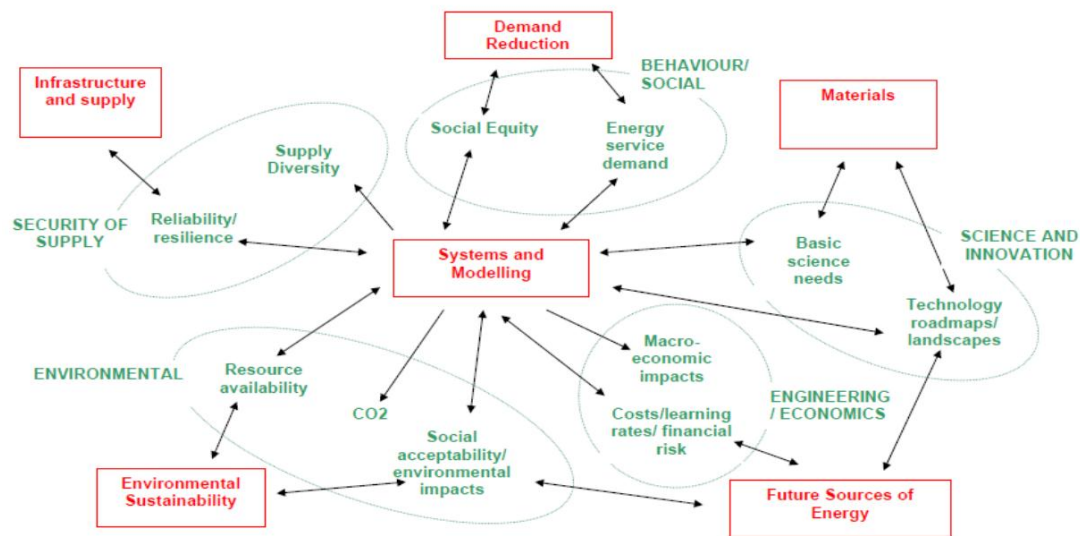 Demand
Reduction
Infrastructure
and supply
BEHAVIOUR/
SOCIAL
Materials
Social Equity
Energy
service
demand
Supply
Diversity
SECURITY OF
SUPPLY
Reliability/
resilience
Systems and
Modelling
Basic
science
needs
SCIENCE AND
INNOVATION
Technology
roadmaps/
landscapes
ENVIRONMENTAL
Resource
availability
CO2
Macro-
economic
impacts
ENGINEERING
/ ECONOMICS
Costs/learning
rates/ financial
risk
Social
acceptability/
environmental
impacts
Environmental
Sustainability
Future Sources of
Energy